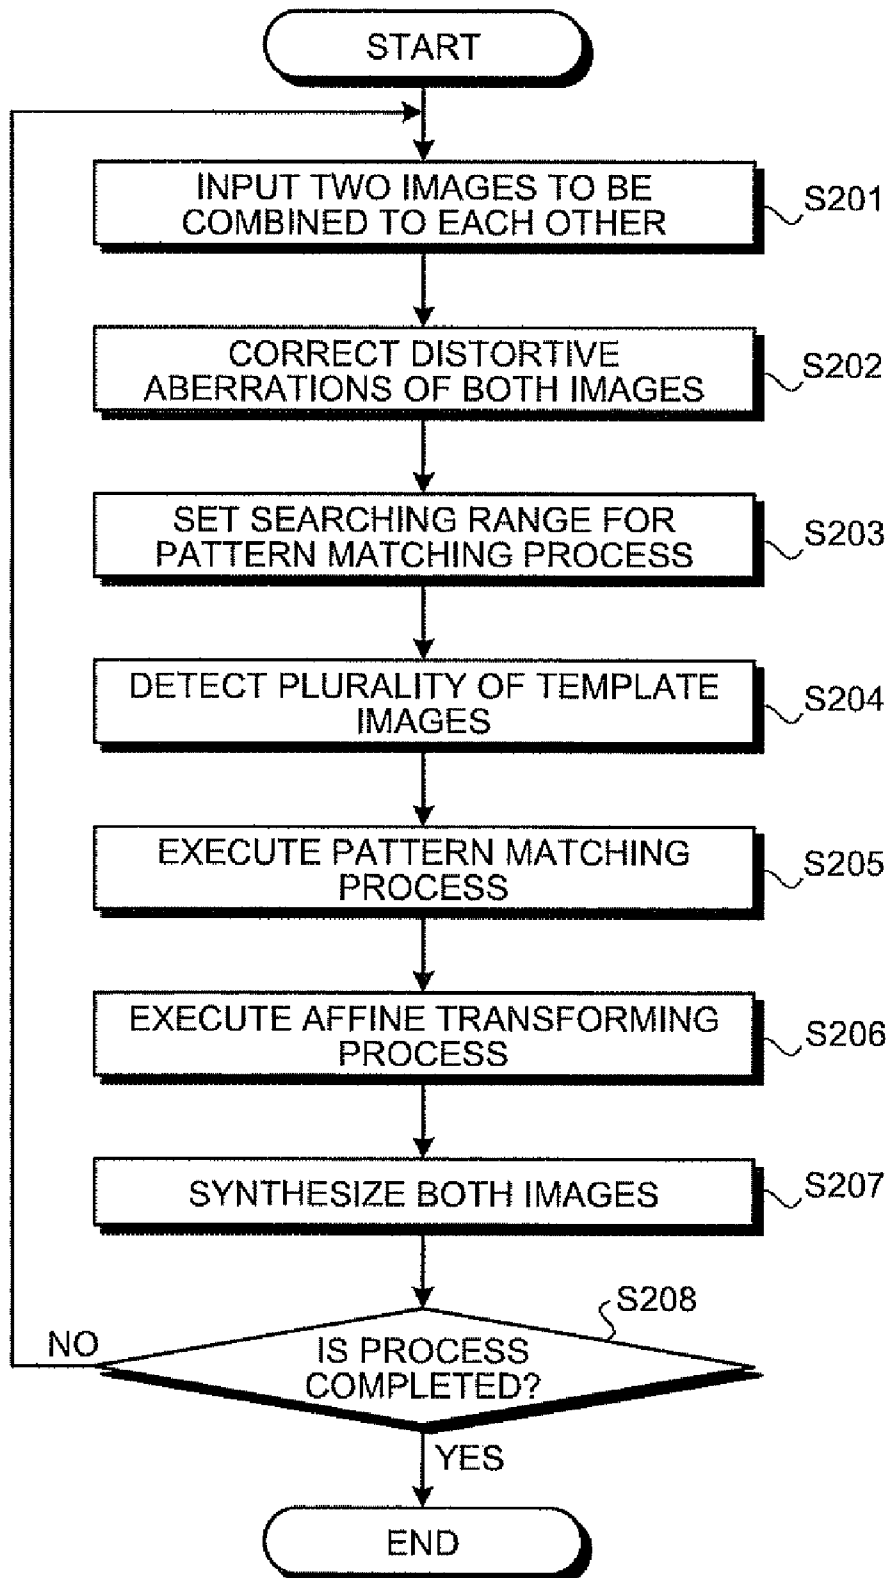 START
INPUT TWO IMAGES TO BE
COMBINED TO EACH OTHER
S201
CORRECT DISTORTIVE
ABERRATIONS OF BOTH IMAGES
S202
SET SEARCHING RANGE FOR
PATTERN MATCHING PROCESS
S203
DETECT PLURALITY OF TEMPLATE
IMAGES
S204
EXECUTE PATTERN MATCHING
PROCESS
S205
EXECUTE AFFINE TRANSFORMING
PROCESS
S206
SYNTHESIZE BOTH IMAGES
S207
S208
NO
IS PROCESS
COMPLETED?
YES
END